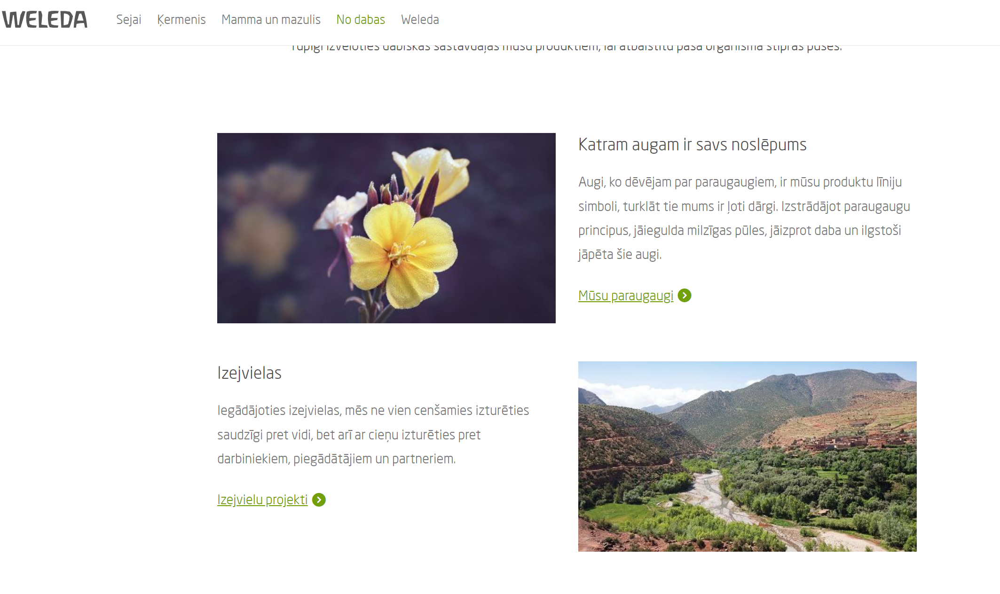 WELEDA
Sejai Ķermenis Mamma un mazulis No dabas Weleda
Rūpīgi izvēloties dabiskas sastāvdaļas mūsu produktiem, lai atbalstītu paša organisma stiprās puses.
Katram augam ir savs noslēpums
Augi, ko dēvējam par paraugaugiem, ir mūsu produktu līniju
simboli, turklāt tie mums ir ļoti dārgi. Izstrādājot paraugaugu
principus, jāiegulda milzīgas pūles, jāizprot daba un ilgstoši
jāpēta šie augi.
Mūsu paraugaugi
Izejvielas
Iegādājoties izejvielas, mēs ne vien cenšamies izturēties
saudzīgi pret vidi, bet arī ar cieņu izturēties pret
darbiniekiem, piegādātājiem un partneriem.
Izejvielu projekti